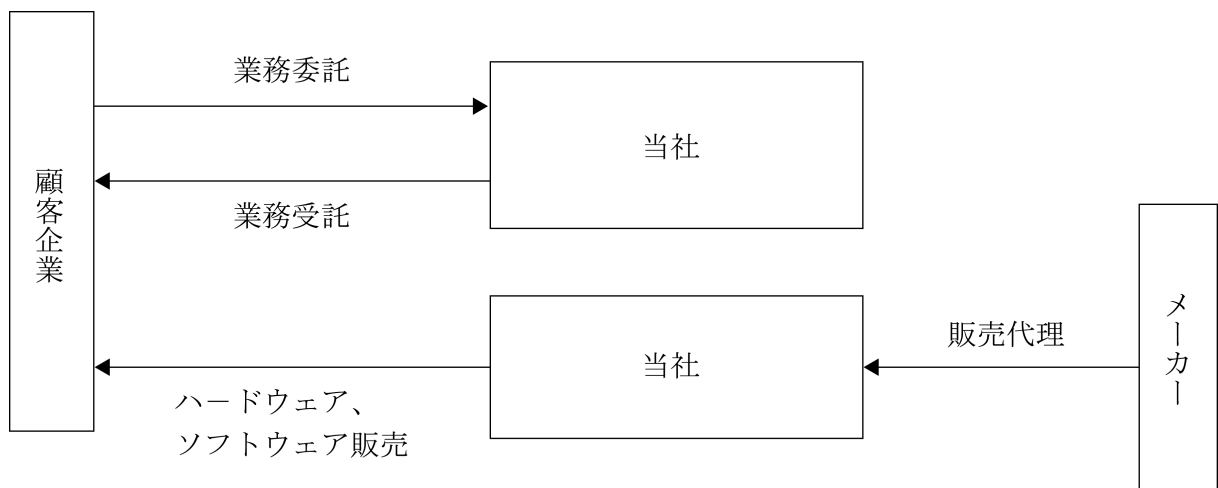 業務委託
当社
顧客企業
業務受託
当社
販売代理
メーカー
ハードウェア、
ソフトウェア販売